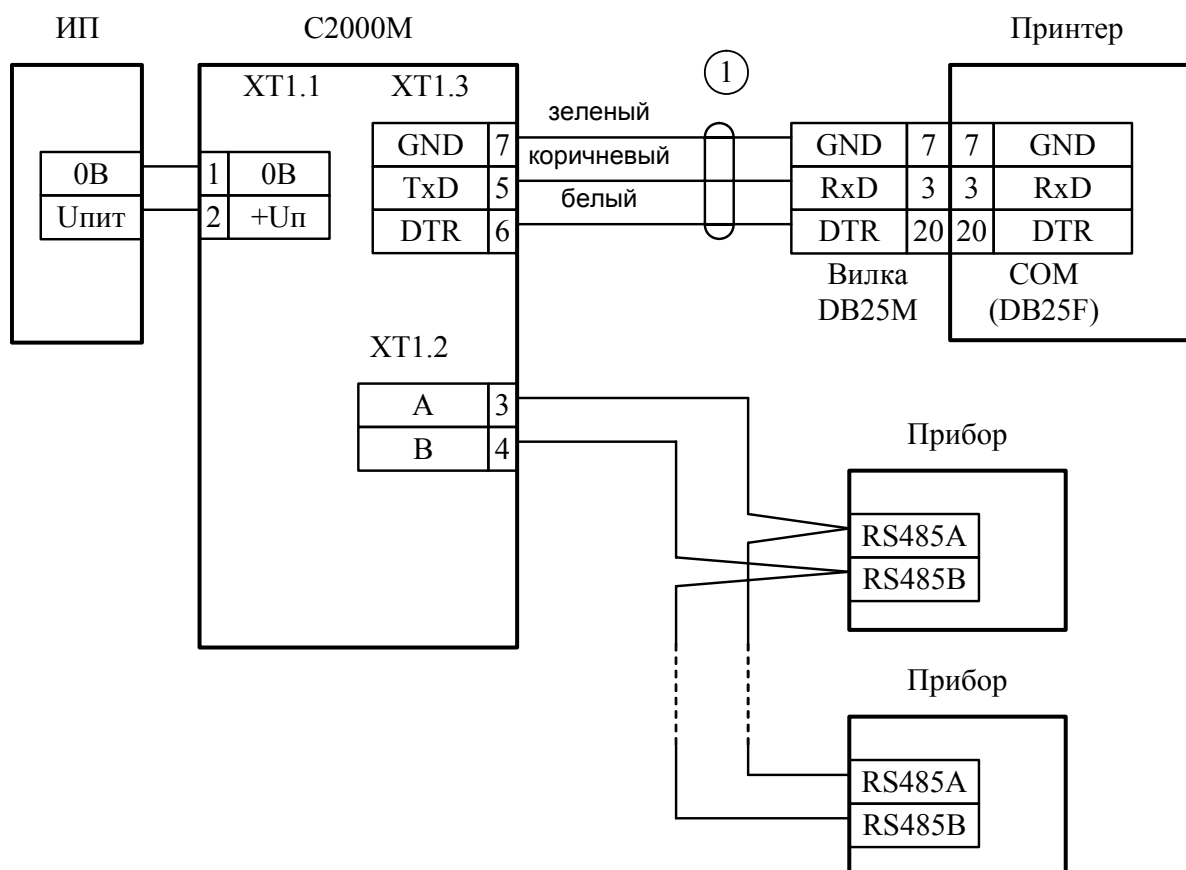 ИП
С2000М
Принтер
ХТ1.1
ХТ1.3
1
зеленый
GND 7
GND 7 7 GND
коричневый
0В
1 0В
TxD 5
RxD 3 3 RxD
белый
Uпит
2 +Uп
DTR 6
DTR 20 20 DTR
Вилка
DB25M
COM
(DB25F)
ХТ1.2
A 3
B 4
Прибор
RS485A
RS485B
Прибор
RS485A
RS485B